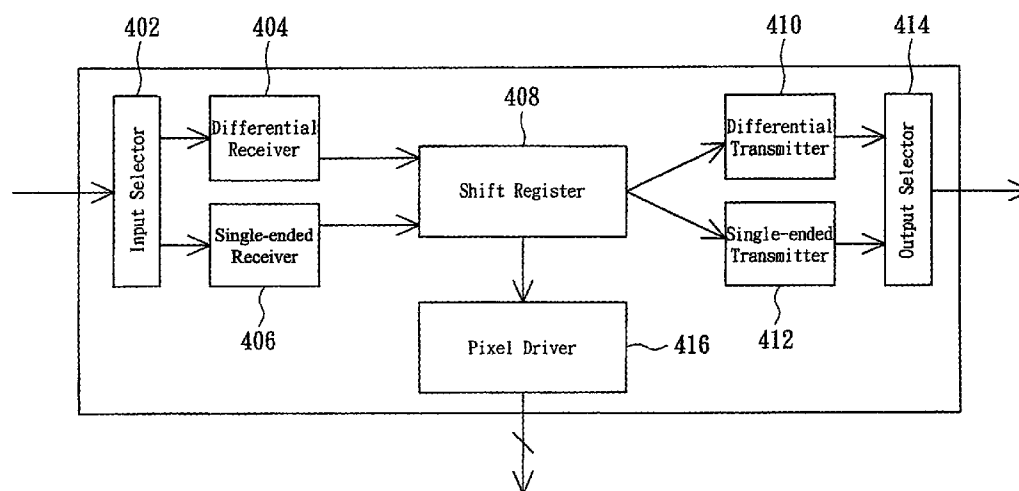 402
404
410
414
408
Input Selector
Differential
Receiver
Shift Register
Differential
Transmitter
Output Selector
Single-ended
Receiver
Single-ended
Transmitter
406
412
Pixel Driver
416